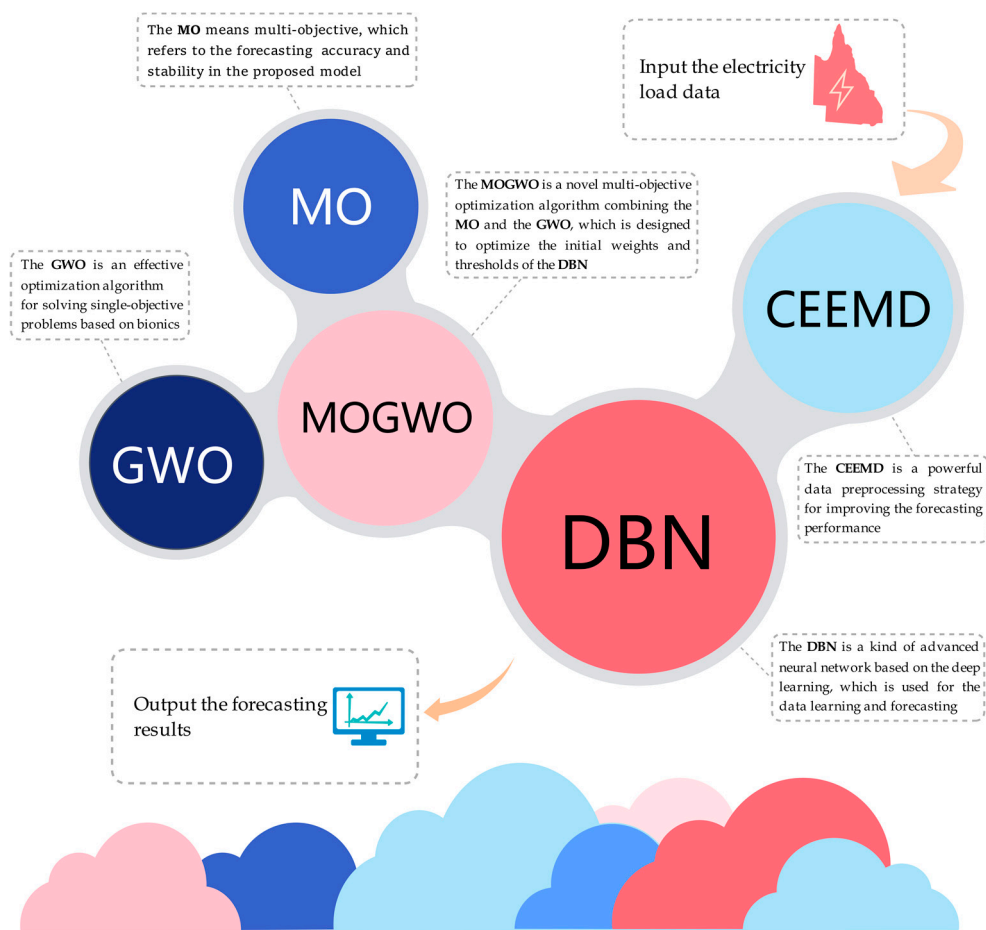 The MO means multi-objective, which
refers to the forecasting accuracy and
stability in the proposed model
Input the electricity
load data
MO
The MOGWO is a novel multi-objective
optimization algorithm combining the
MO and the GWO, which is designed
to optimize the initial weights and
thresholds of the DBN
The GWO is an effective
optimization algorithm
for solving single-objective
problems based on bionics
CEEMD
MOGWO
GWO
The CEEMD is a powerful
data preprocessing strategy
for improving the forecasting
performance
DBN
The DBN is a kind of advanced
neural network based on the deep
learning, which is used for the
data learning and forecasting
Output the forecasting
results